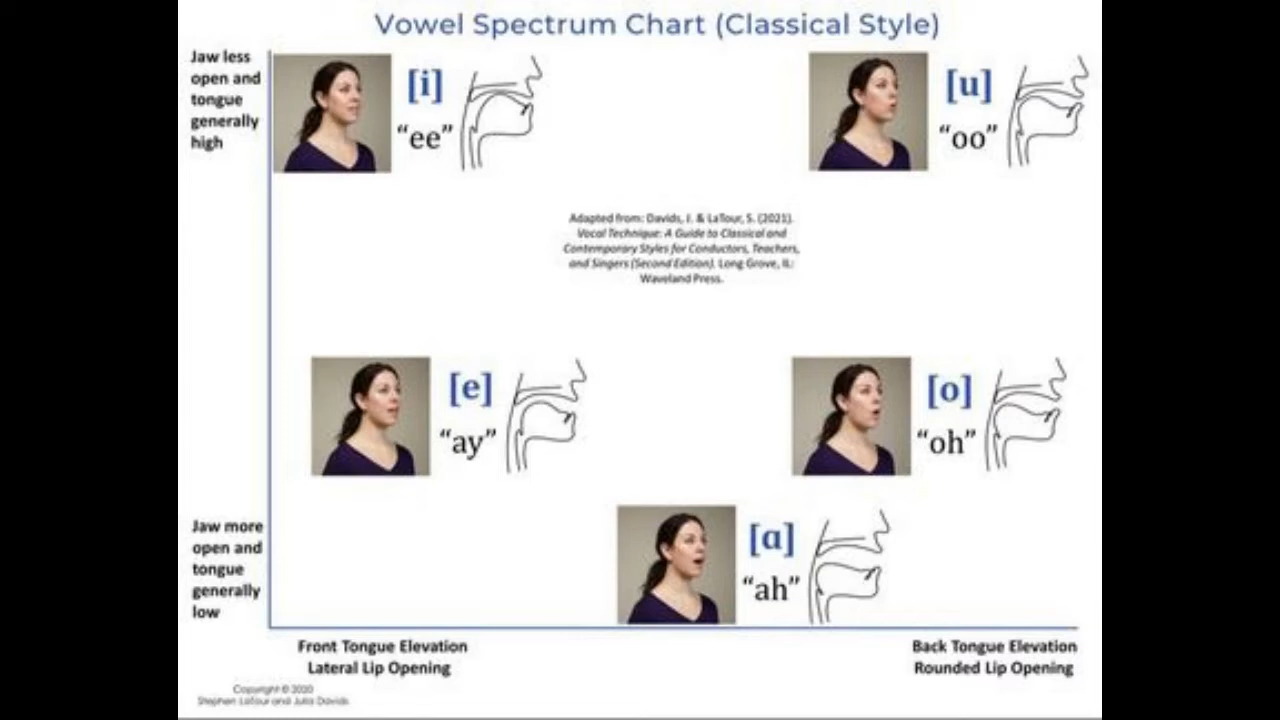 Vowel Spectrum Chart (Classical Style)
Jaw less
open and
tongue
generally
high
[i]
“ee”
[u]
“oo”
Adapted from: Davids, J. & LaTour, S. (2021).
Vocal Technique: A Guide to Classical and
Contemporary Styles for Conductors, Teachers,
and Singers (Second Edition). Long Grove, IL:
Waveland Press.
[e]
“ay”
[o]
“oh”
Jaw more
open and
tongue
generally
low
[ɑ]
“ah”
Front Tongue Elevation
Lateral Lip Opening
Back Tongue Elevation
Rounded Lip Opening
Copyright © 2020
Stephen LaTour and Julia Davids